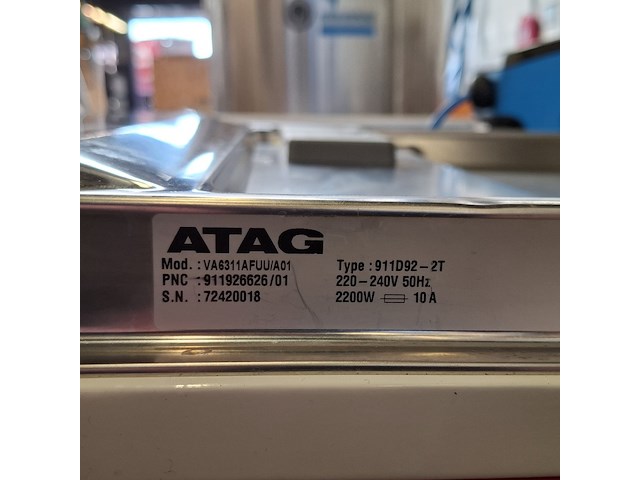 ATAG
Mod. : VA6311AFUU/A01
Type : 911D92-2T
PNC : 911926626/01
220-240V 50Hz
S.N. : 72420018
2200W 10 A